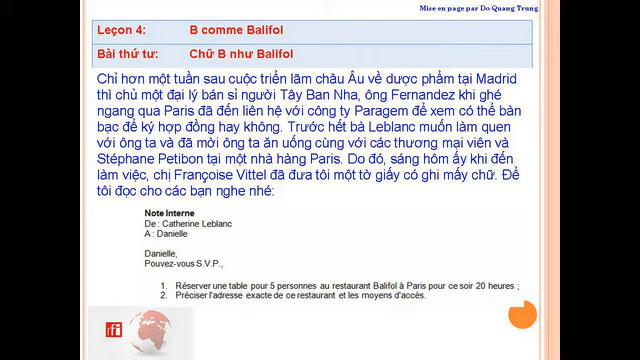 Mise en page par Do Quang Trung
Leçon 4: B comme Balifol
Bài thứ tư: Chữ B như Balifol
Chỉ hơn một tuần sau cuộc triển lãm châu Âu về dược phẩm tại Madrid
thì chủ một đại lý bán sỉ người Tây Ban Nha, ông Fernandez khi ghé
ngang qua Paris đã đến liên hệ với công ty Paragem để xem có thể bàn
bạc để ký hợp đồng hay không. Trước hết bà Leblanc muốn làm quen
với ông ta và đã mời ông ta ăn uống cùng với các thương mại viên và
Stéphane Petibon tại một nhà hàng Paris. Do đó, sáng hôm ấy khi đến
làm việc, chị Françoise Vittel đã đưa tôi một tờ giấy có ghi mấy chữ. Để
tôi đọc cho các bạn nghe nhé:
Note Interne
De : Catherine Leblanc
A : Danielle
Danielle,
Pouvez-vous S.V.P.,
1. Réserver une table pour 5 personnes au restaurant Balifol à Paris pour ce soir 20 heures ;
2. Préciser l'adresse exacte de ce restaurant et les moyens d'accès.
rfi